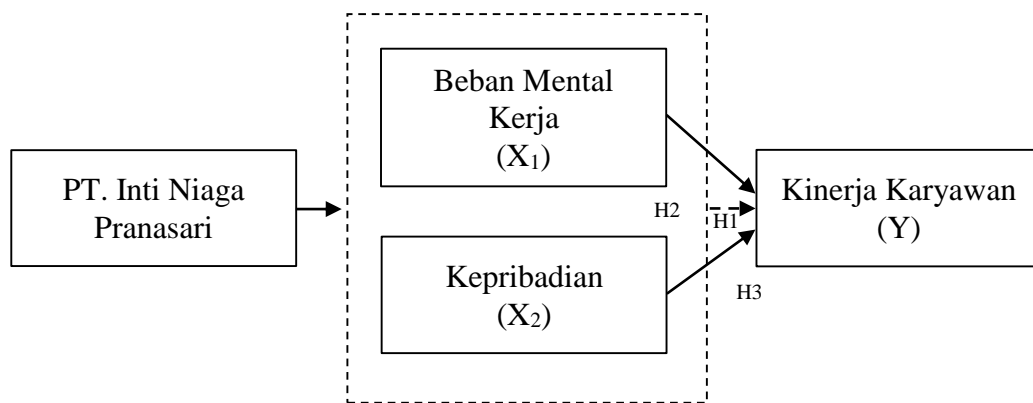 PT. Inti Niaga
Pranasari
Beban Mental
Kerja
(X₁)
Kepribadian
(X₂)
H2
H1
H3
Kinerja Karyawan
(Y)